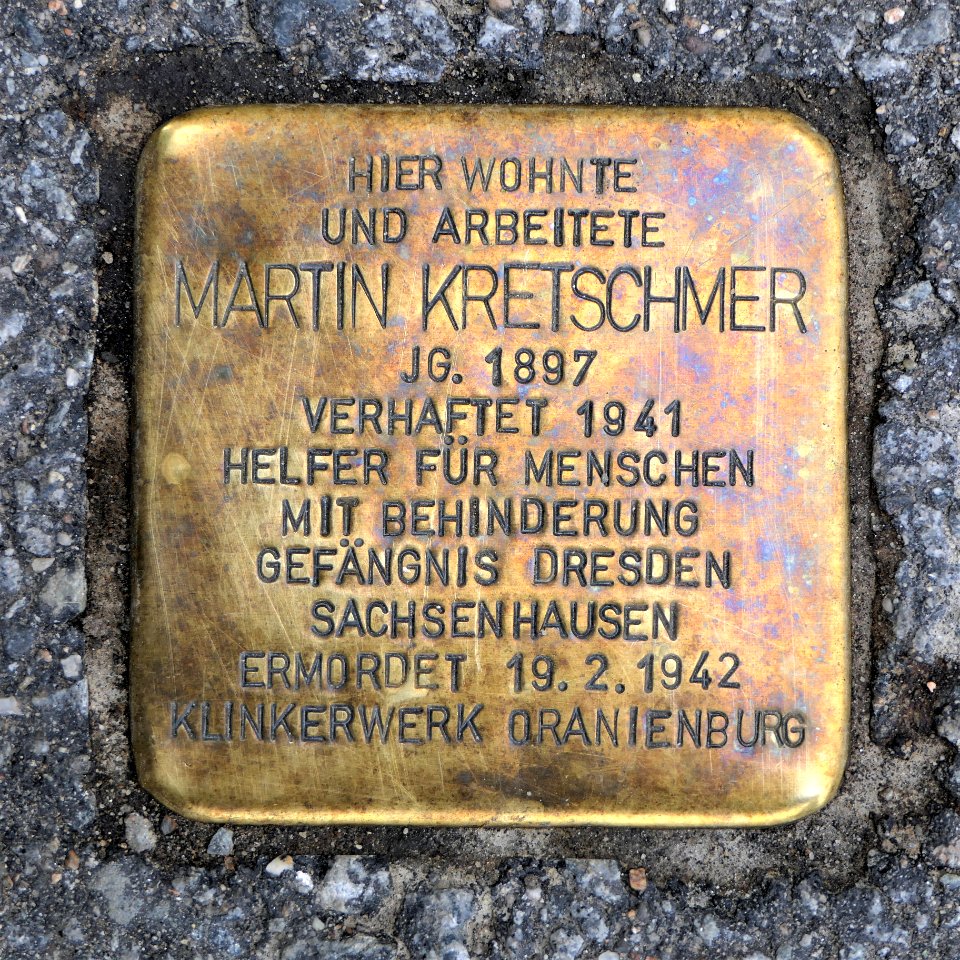 HIER WOHNTE
UND ARBEITETE
MARTIN KRETSCHMER
JG. 1897
VERHAFTET 1941
HELFER FÜR MENSCHEN
MIT BEHINDERUNG
GEFÄNGNIS DRESDEN
SACHSENHAUSEN
ERMORDET 19. 2. 1942
KLINKERWERK ORANIENBURG